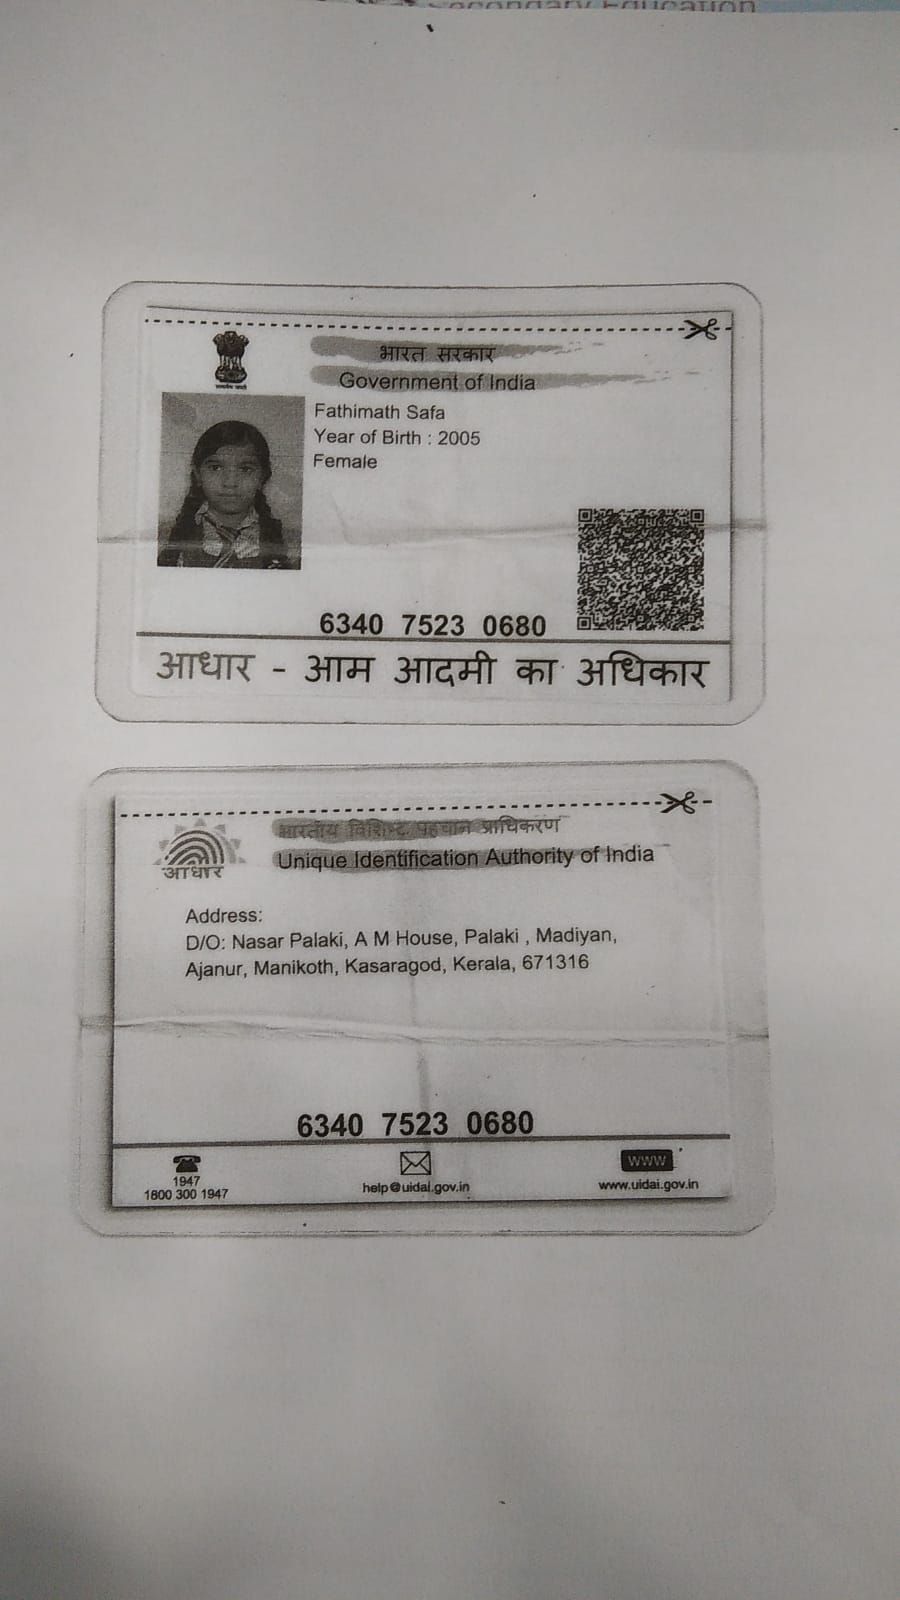 Secondary Education
भारत सरकार
Government of India
Fathimath Safa
Year of Birth : 2005
Female
6340 7523 0680
आधार - आम आदमी का अधिकार
भारतीय विशिष्ट पहचान प्राधिकरण
आधार
Unique Identification Authority of India
Address:
D/O: Nasar Palaki, A M House, Palaki , Madiyan,
Ajanur, Manikoth, Kasaragod, Kerala, 671316
6340 7523 0680
1947
1800 300 1947
help@uidai.gov.in
WWW
www.uidai.gov.in